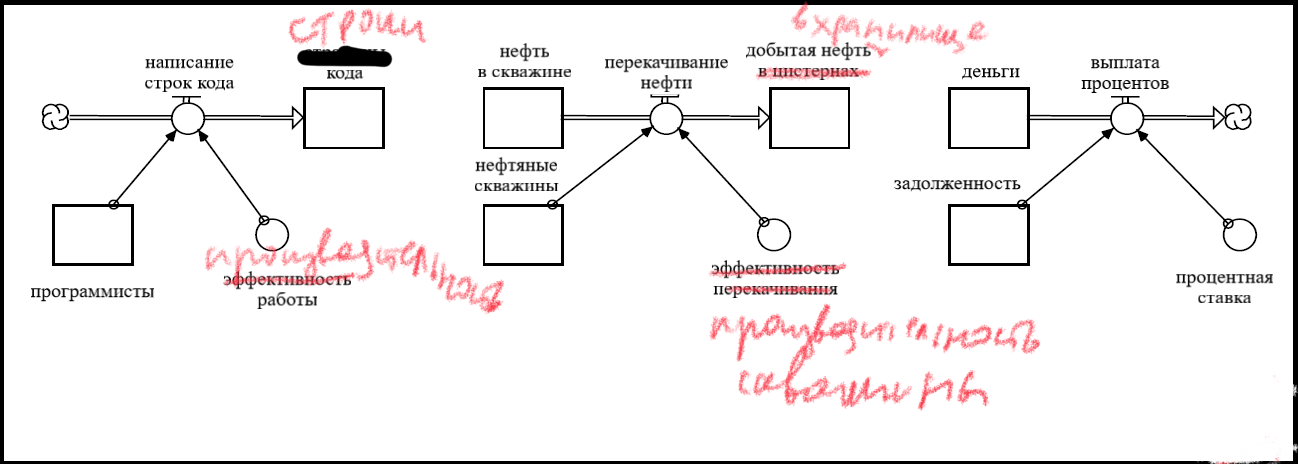 строки
кода
написание
строк кода
программисты
производительность
эффективность
работы
нефть
в скважине
перекачивание
нефти
в хранилище
добытая нефть
в цистернах
нефтяные
скважины
эффективность
перекачивания
производительность
скважины
деньги
выплата
процентов
задолженность
процентная
ставка